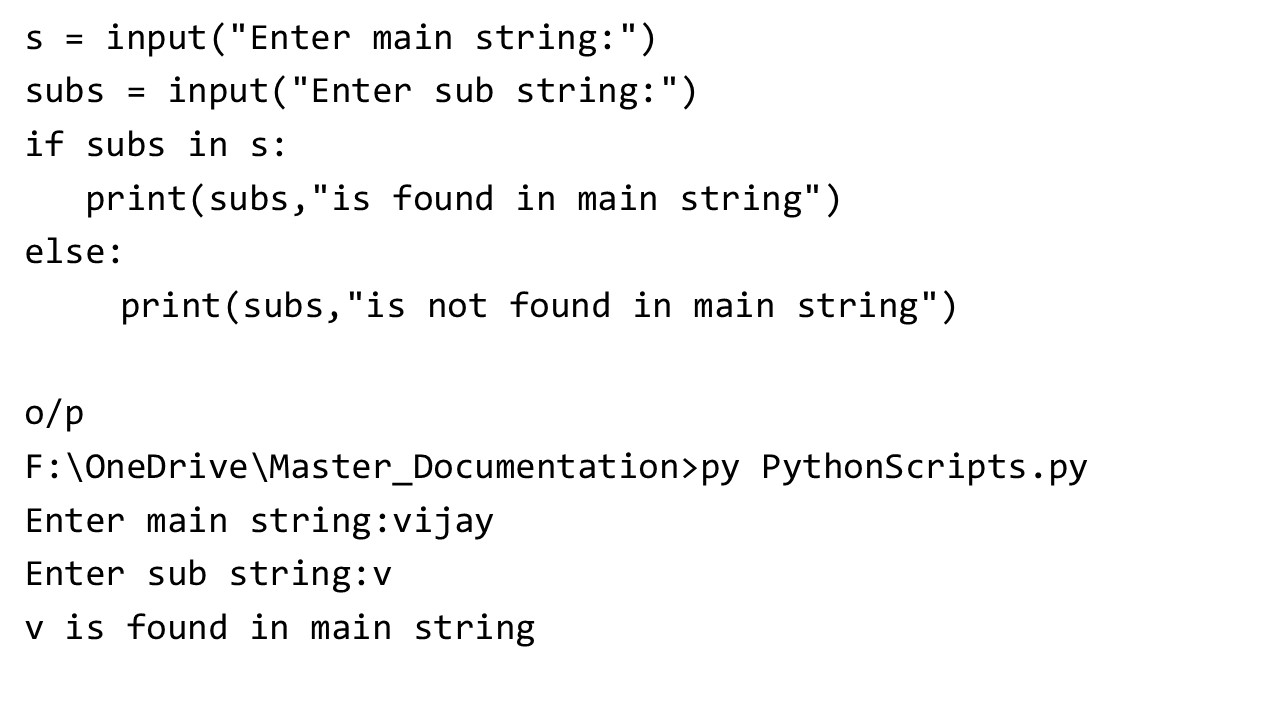 s = input("Enter main string:")
subs = input("Enter sub string:")
if subs in s:
   print(subs,"is found in main string")
else:
     print(subs,"is not found in main string")

o/p
F:\OneDrive\Master_Documentation>py PythonScripts.py
Enter main string:vijay
Enter sub string:v
v is found in main string